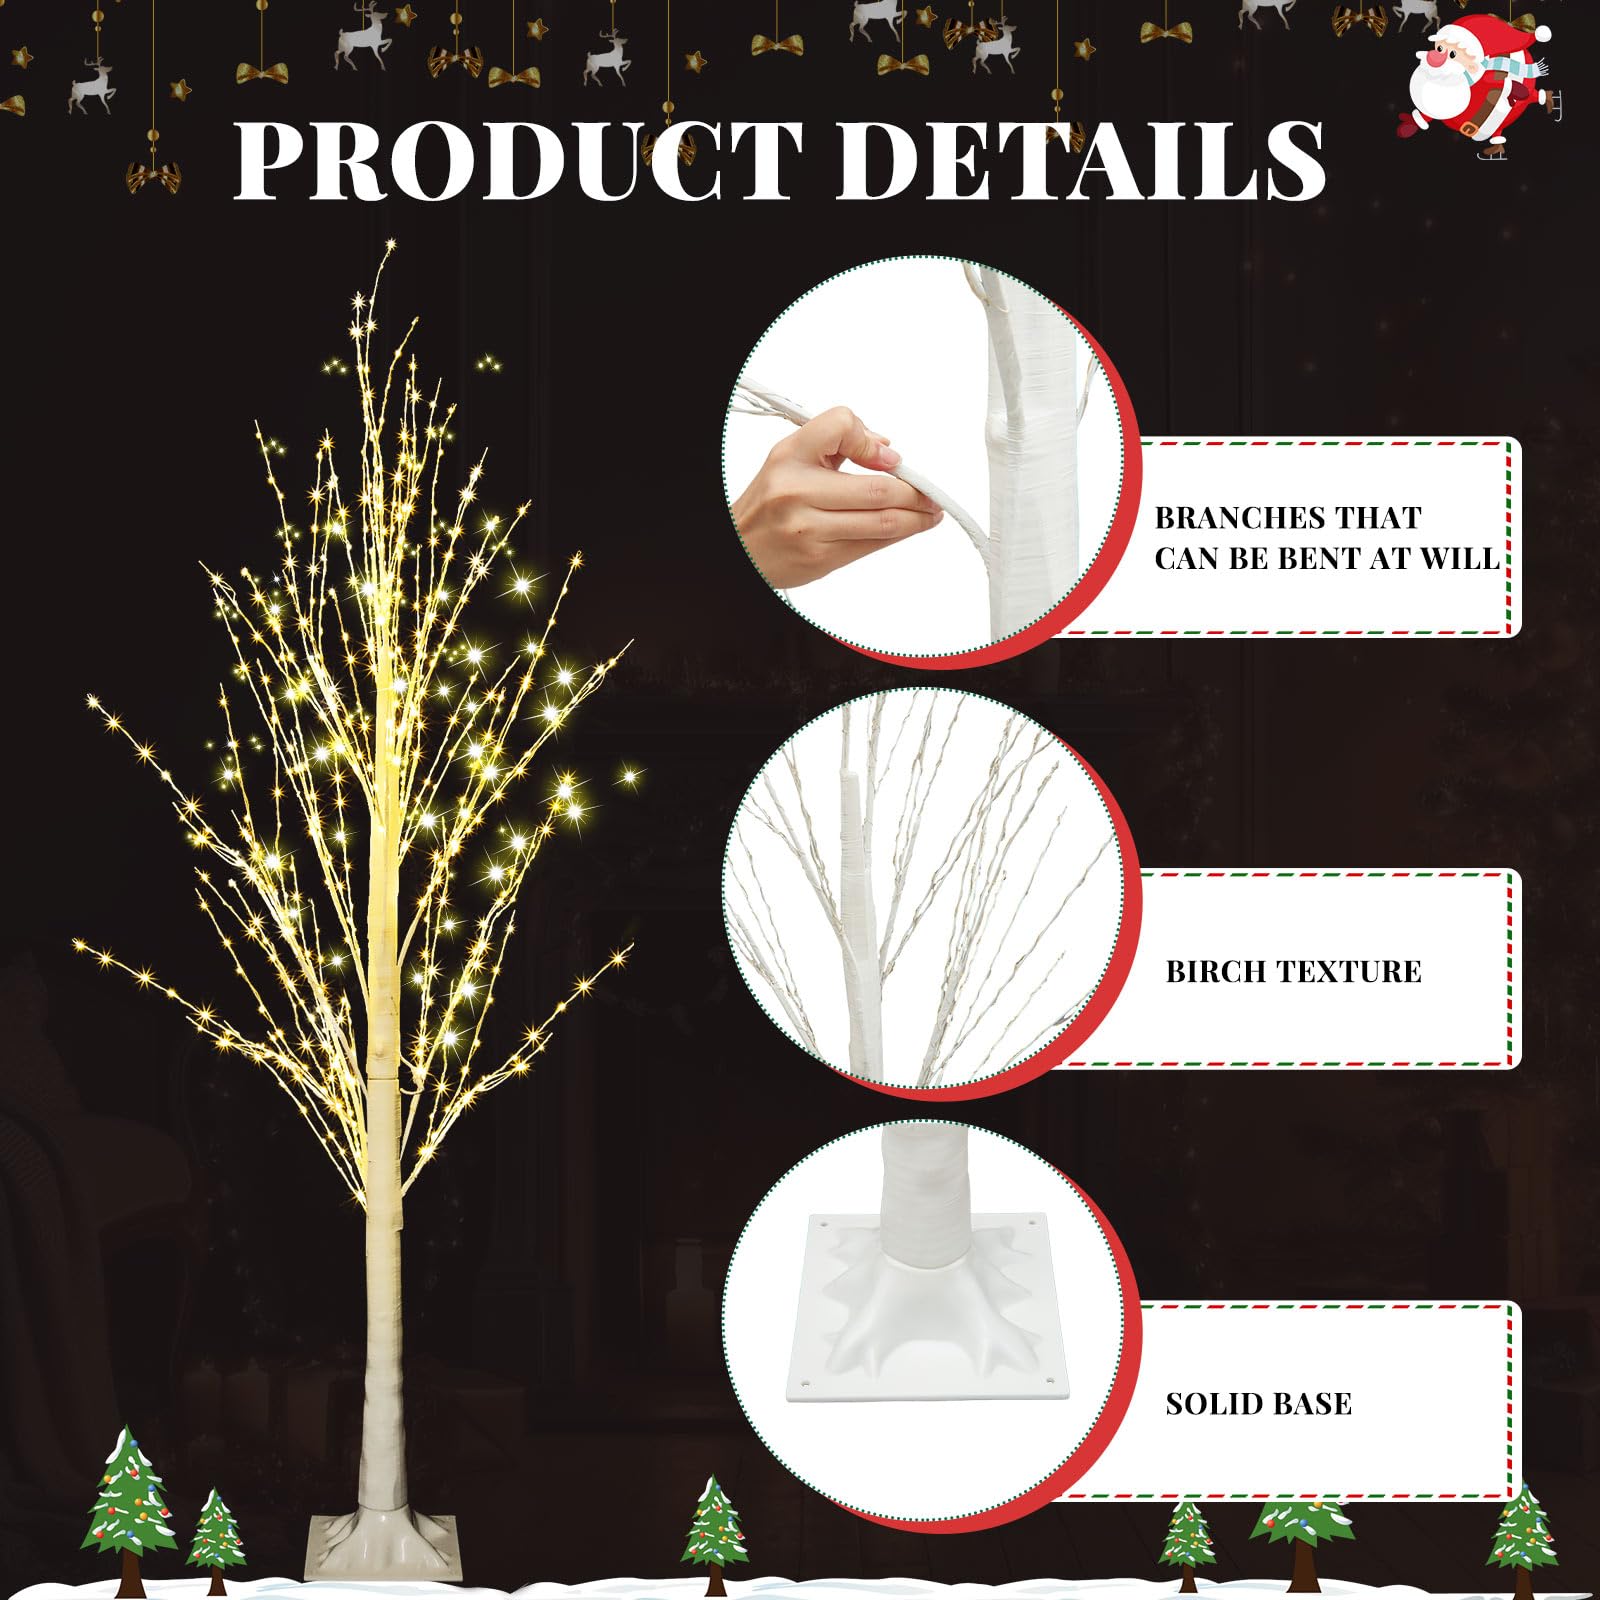 PRODUCT DETAILS
BRANCHES THAT
CAN BE BENT AT WILL
BIRCH TEXTURE
SOLID BASE